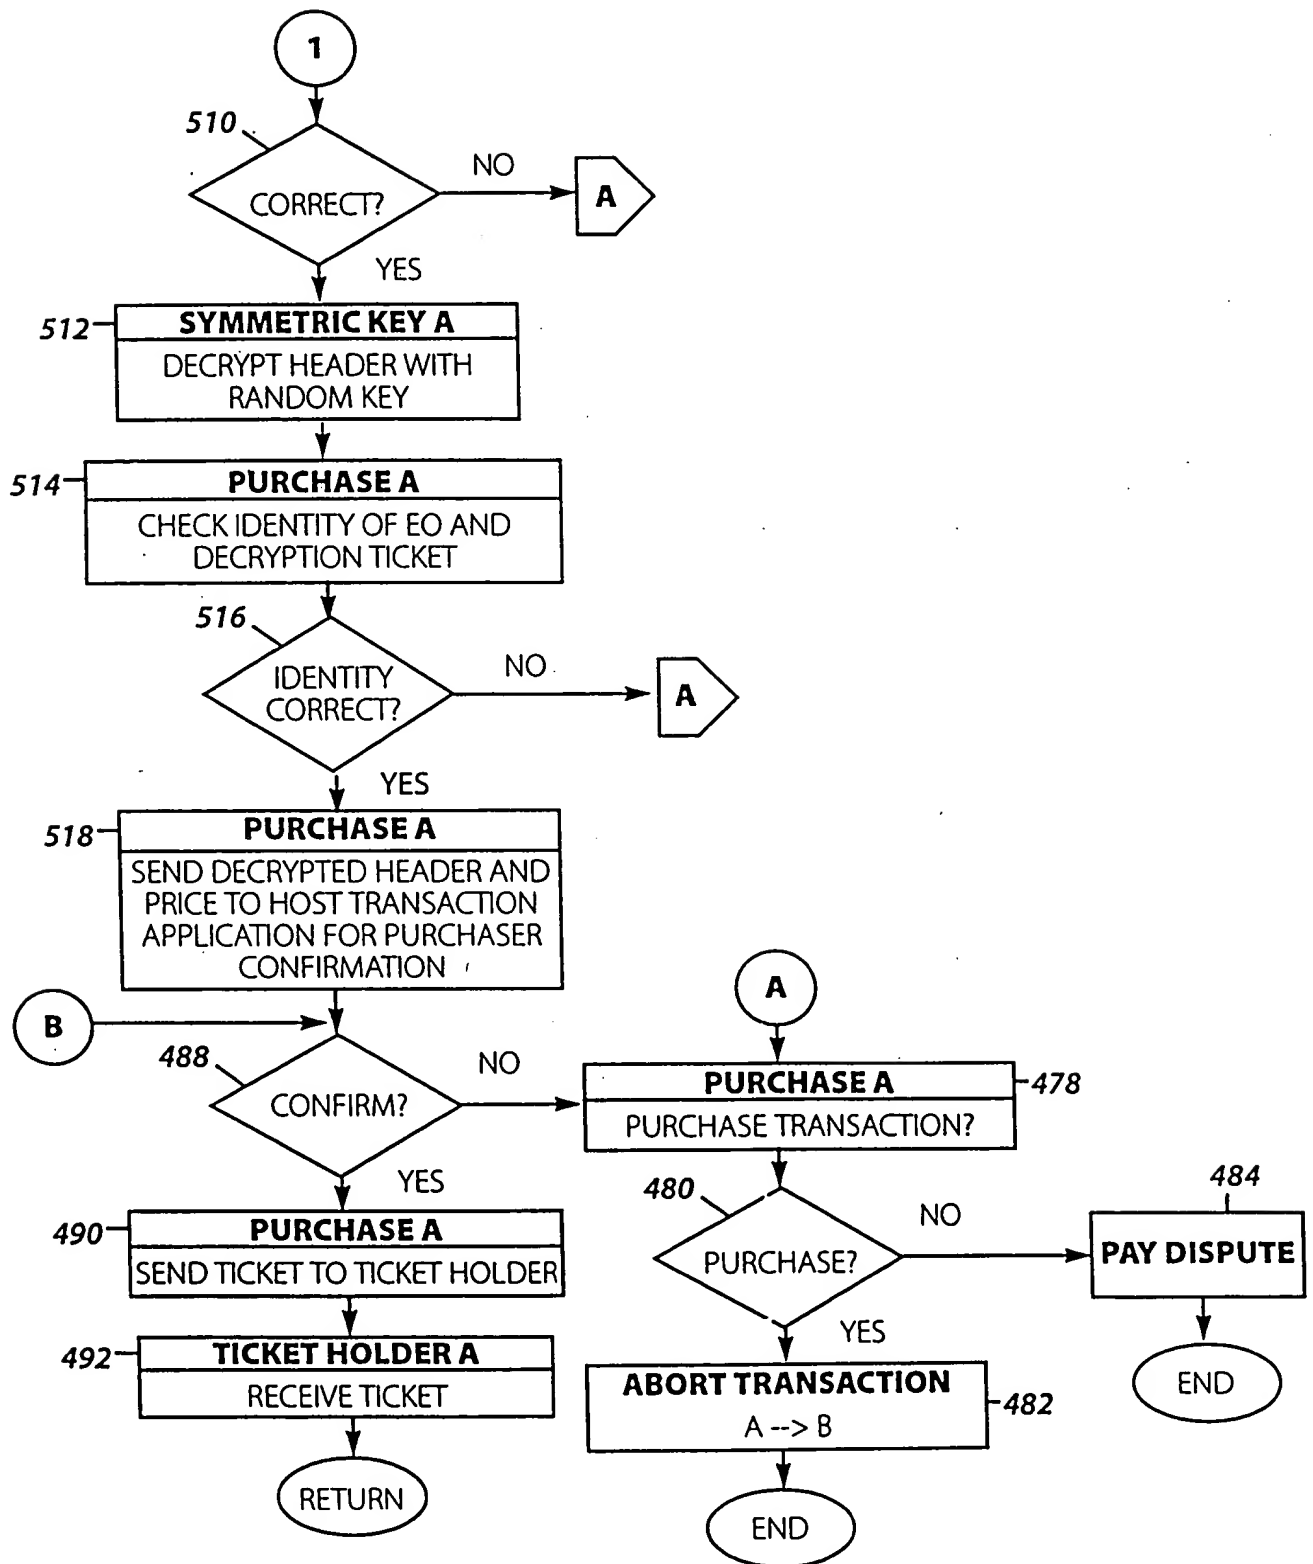 1
510
CORRECT?
NO
A
YES
512
SYMMETRIC KEY A
DECRYPT HEADER WITH
RANDOM KEY
514
PURCHASE A
CHECK IDENTITY OF EO AND
DECRYPTION TICKET
516
IDENTITY
CORRECT?
NO
A
YES
518
PURCHASE A
SEND DECRYPTED HEADER AND
PRICE TO HOST TRANSACTION
APPLICATION FOR PURCHASER
CONFIRMATION
B
488
CONFIRM?
NO
YES
490
PURCHASE A
SEND TICKET TO TICKET HOLDER
492
TICKET HOLDER A
RECEIVE TICKET
RETURN
A
PURCHASE A
478
PURCHASE TRANSACTION?
480
PURCHASE?
NO
484
PAY DISPUTE
END
YES
ABORT TRANSACTION
482
A --> B
END